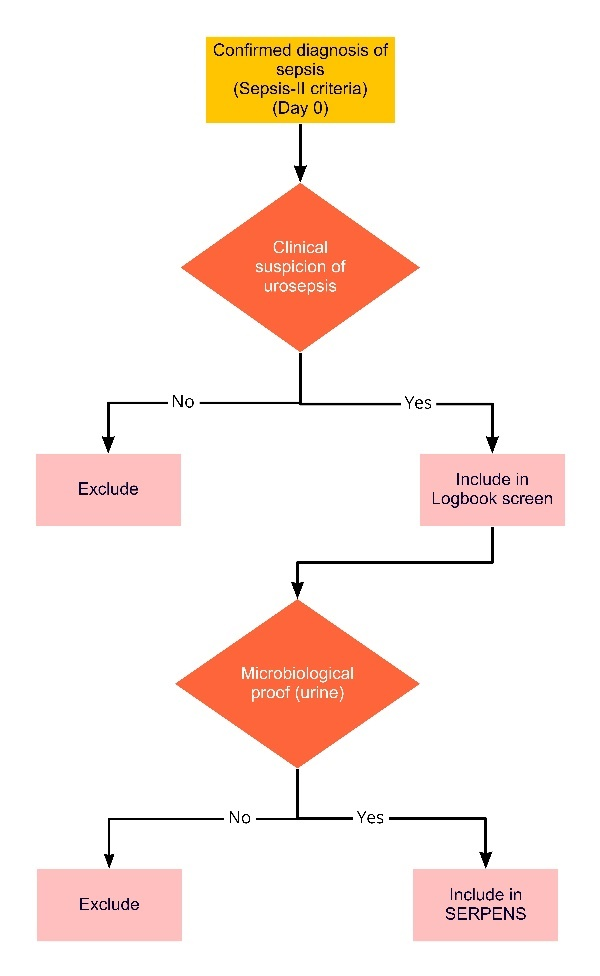 Confirmed diagnosis of
sepsis
(Sepsis-II criteria)
(Day 0)
Clinical
suspicion of
urosepsis
No
Yes
Exclude
Include in
Logbook screen
Microbiological
proof (urine)
No
Yes
Exclude
Include in
SERPENS